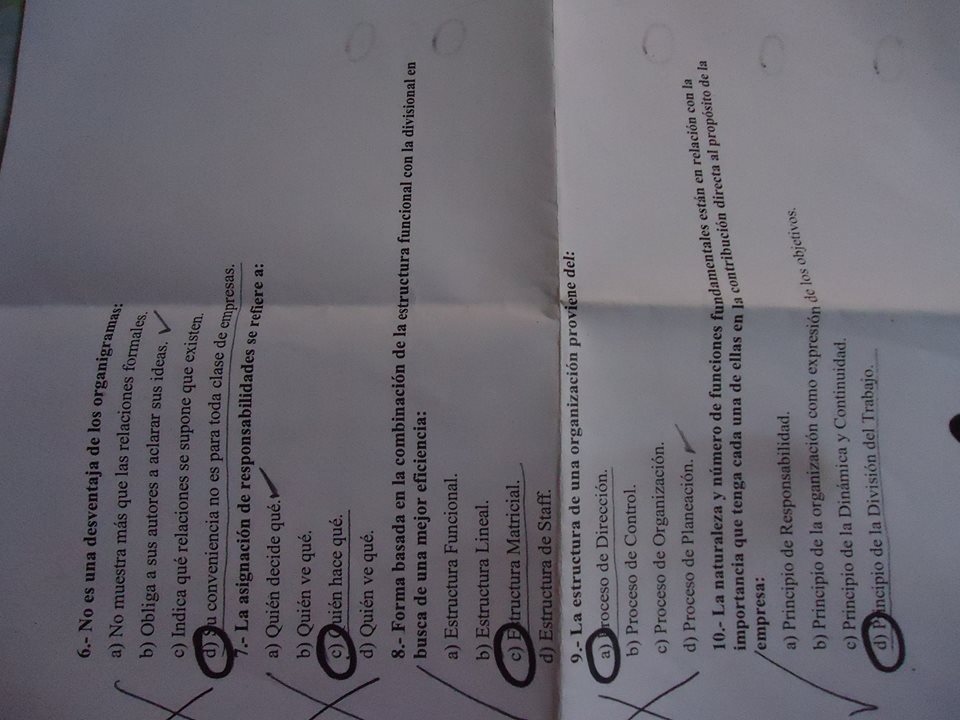 6.- No es una desventaja de los organigramas:
a) No muestra más que las relaciones formales.
b) Obliga a sus autores a aclarar sus ideas.
c) Indica qué relaciones se supone que existen.
d) Su conveniencia no es para toda clase de empresas.
7.- La asignación de responsabilidades se refiere a:
a) Quién decide qué.
b) Quién ve qué.
c) Quién hace qué.
d) Quién ve qué.
8.- Forma basada en la combinación de la estructura funcional con la divisional en
busca de una mejor eficiencia:
a) Estructura Funcional.
b) Estructura Lineal.
c) Estructura Matricial.
d) Estructura de Staff.
9.- La estructura de una organización proviene del:
a) Proceso de Dirección.
b) Proceso de Control.
c) Proceso de Organización.
d) Proceso de Planeación.
10.- La naturaleza y número de funciones fundamentales están en relación con la
importancia que tenga cada una de ellas en la contribución directa al propósito de la
empresa:
a) Principio de Responsabilidad.
b) Principio de la organización como expresión de los objetivos.
c) Principio de la Dinámica y Continuidad.
d) Principio de la División del Trabajo.